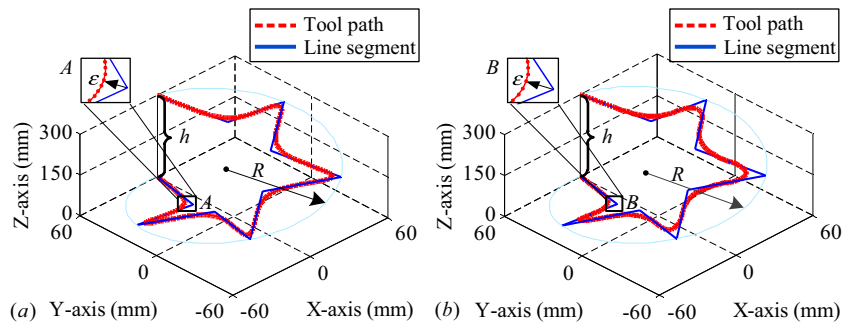 Tool path
Line segment
A
ε
h
R
A
300
150
0
Z-axis (mm)
60
0
-60
-60
0
60
(a) Y-axis (mm)
X-axis (mm)
Tool path
Line segment
B
ε
h
R
B
300
150
0
Z-axis (mm)
60
0
-60
-60
0
60
(b) Y-axis (mm)
X-axis (mm)